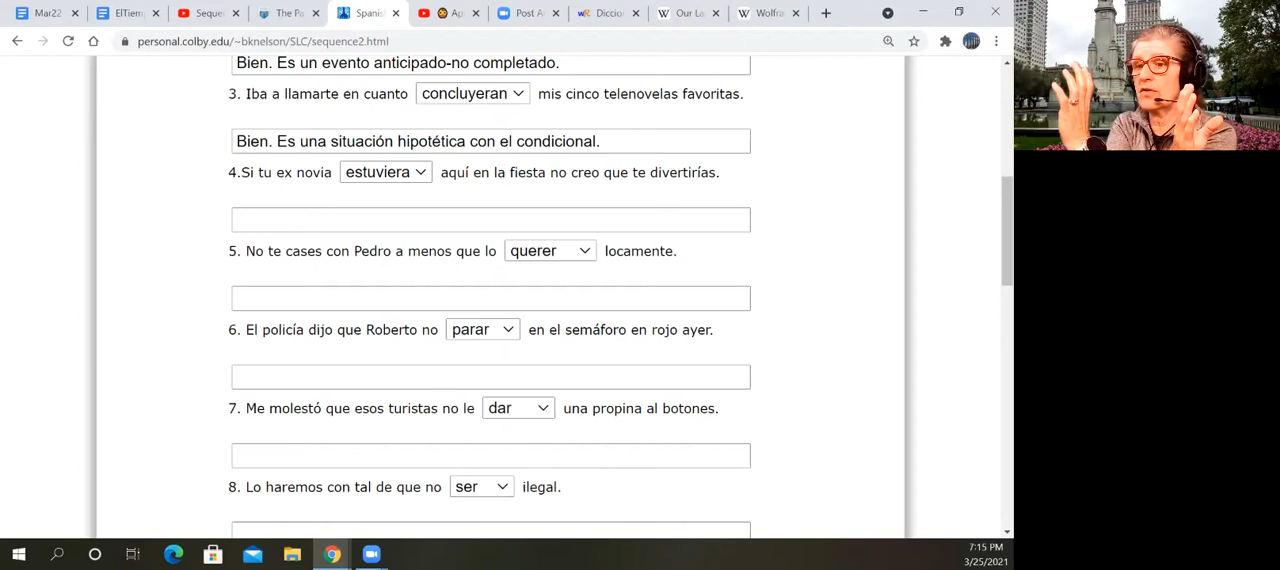 Mar22
ElTiem
Seque
The Pa
Spanis
Ap
Post A
Diccio
Our La
Wolfra
personal.colby.edu/~bknelson/SLC/sequence2.html
Bien. Es un evento anticipado-no completado.
3. Iba a llamarte en cuanto concluyeran mis cinco telenovelas favoritas.
Bien. Es una situación hipotética con el condicional.
4.Si tu ex novia estuviera aquí en la fiesta no creo que te divertirías.
5. No te cases con Pedro a menos que lo querer locamente.
6. El policía dijo que Roberto no parar en el semáforo en rojo ayer.
7. Me molestó que esos turistas no le dar una propina al botones.
8. Lo haremos con tal de que no ser ilegal.
7:15 PM
3/25/2021